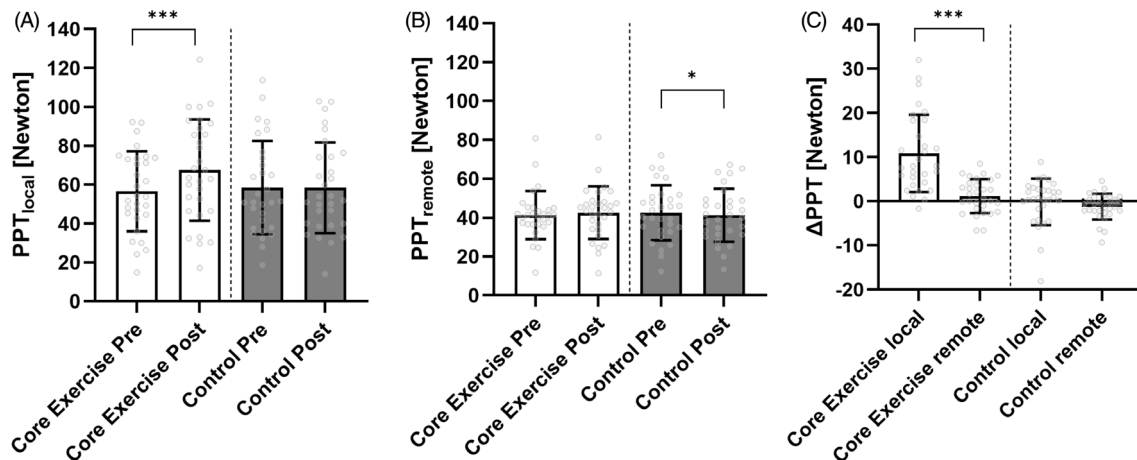 (A)
PPTlocal [Newton]
140
120
100
80
60
40
20
0
***
Core Exercise Pre
Core Exercise Post
Control Pre
Control Post
(B)
PPTremote [Newton]
140
120
100
80
60
40
20
0
*
Core Exercise Pre
Core Exercise Post
Control Pre
Control Post
(C)
ΔPPT [Newton]
40
30
20
10
0
-10
-20
***
Core Exercise local
Core Exercise remote
Control local
Control remote